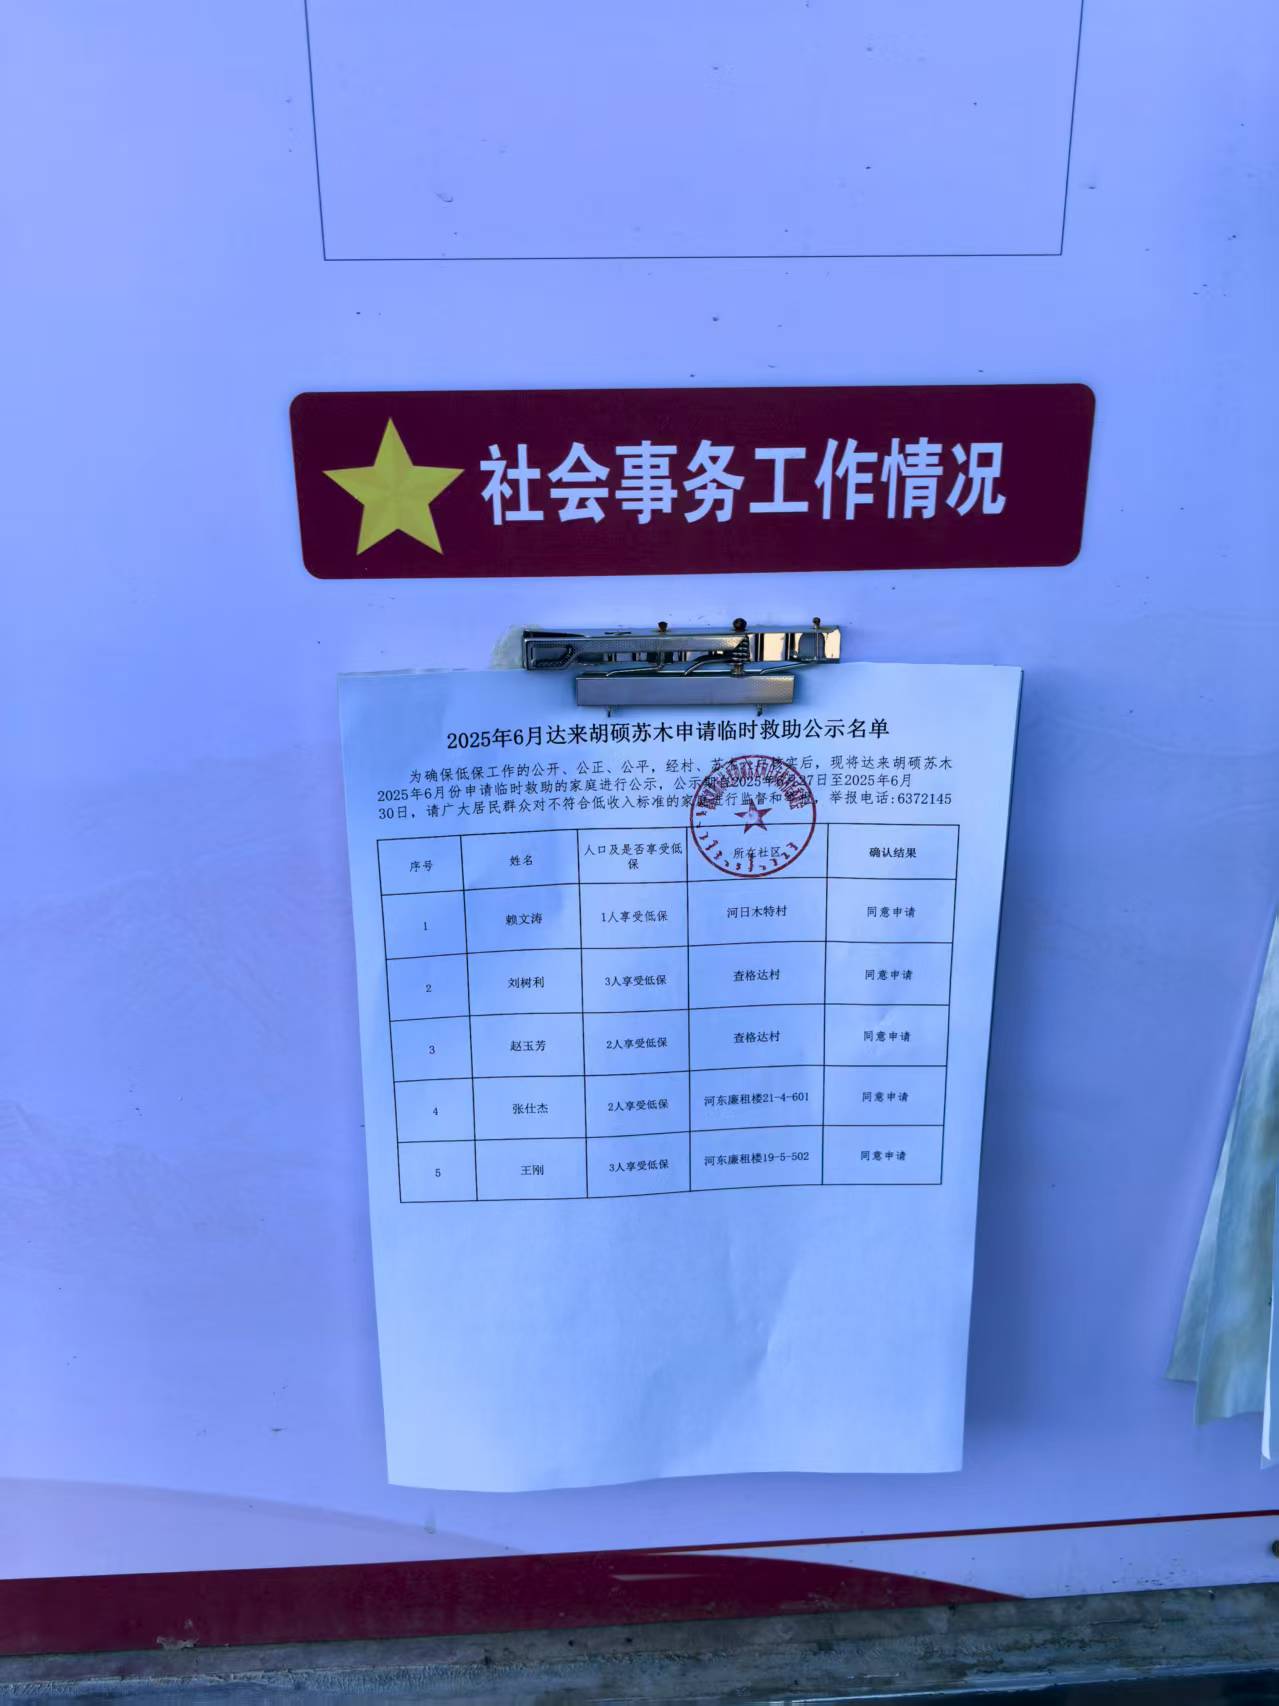 社会事务工作情况
2025年6月达来胡硕苏木申请临时救助公示名单
为确保低保工作的公开、公正、公平，经村、苏木 核实后，现将达来胡硕苏木
2025年6月份申请临时救助的家庭进行公示，公示期自2025年6月27日至2025年6月
30日，请广大居民群众对不符合低收入标准的家庭进行监督和举报，举报电话:6372145
序号 姓名 人口及是否享受低保 所在社区 确认结果
1 赖文涛 1人享受低保 河日木特村 同意申请
2 刘树利 3人享受低保 查格达村 同意申请
3 赵玉芳 2人享受低保 查格达村 同意申请
4 张仕杰 2人享受低保 河东廉租楼21-4-601 同意申请
5 王刚 3人享受低保 河东廉租楼19-5-502 同意申请